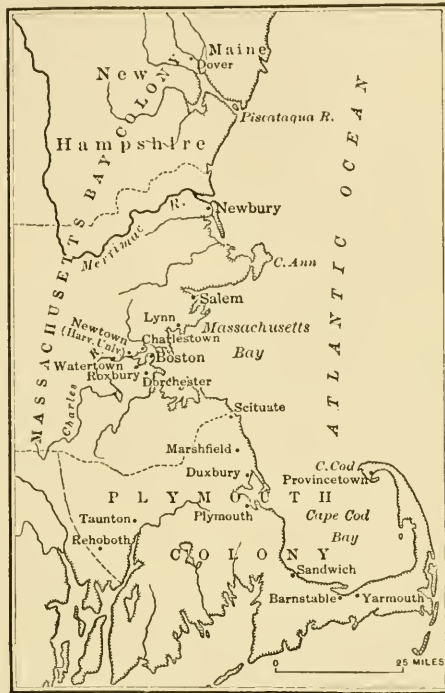 Maine
New
Dover
Piscataqua R.
Hampshire
MASSACHUSETTS BAY COLONY
ATLANTIC OCEAN
Newbury
Merrimac R.
C. Ann
Salem
Lynn
Massachusetts
Bay
Newtown
(Harv. Univ.)
Charlestown
Boston
Watertown
Roxbury
Dorchester
Charles R.
Scituate
Marshfield
Duxbury
C. Cod
Provincetown
PLYMOUTH
Taunton
Plymouth
Cape Cod
Bay
Rehoboth
COLONY
Sandwich
Barnstable
Yarmouth
0 25 MILES